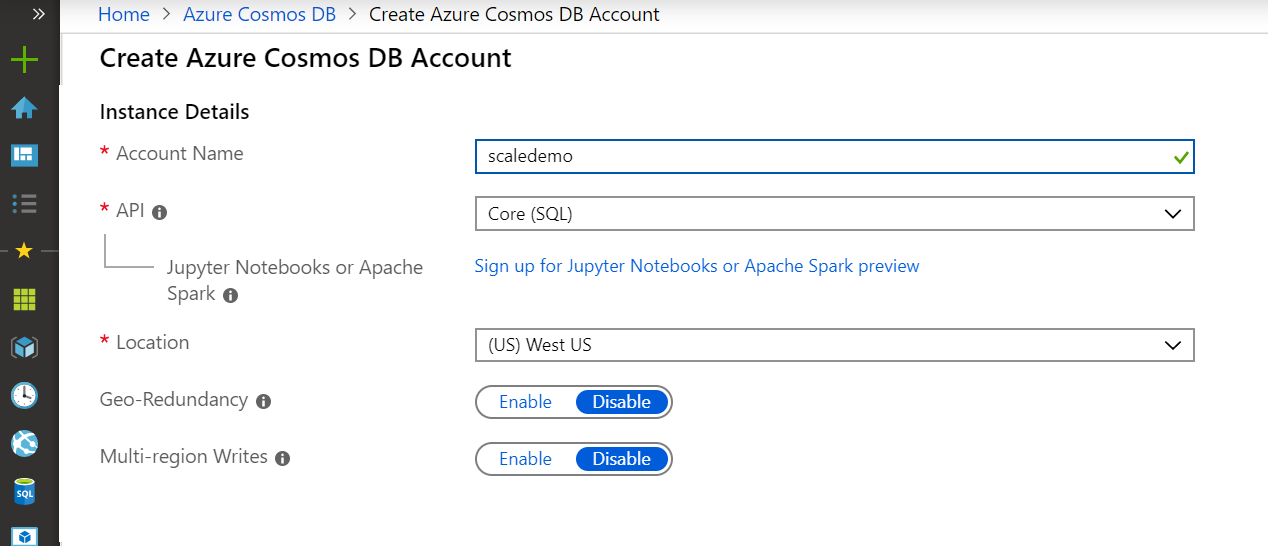 Home > Azure Cosmos DB > Create Azure Cosmos DB Account
Create Azure Cosmos DB Account
Instance Details
* Account Name
scaledemo
* API
Core (SQL)
Jupyter Notebooks or Apache
Spark
Sign up for Jupyter Notebooks or Apache Spark preview
* Location
(US) West US
Geo-Redundancy
Enable Disable
Multi-region Writes
Enable Disable
SQL